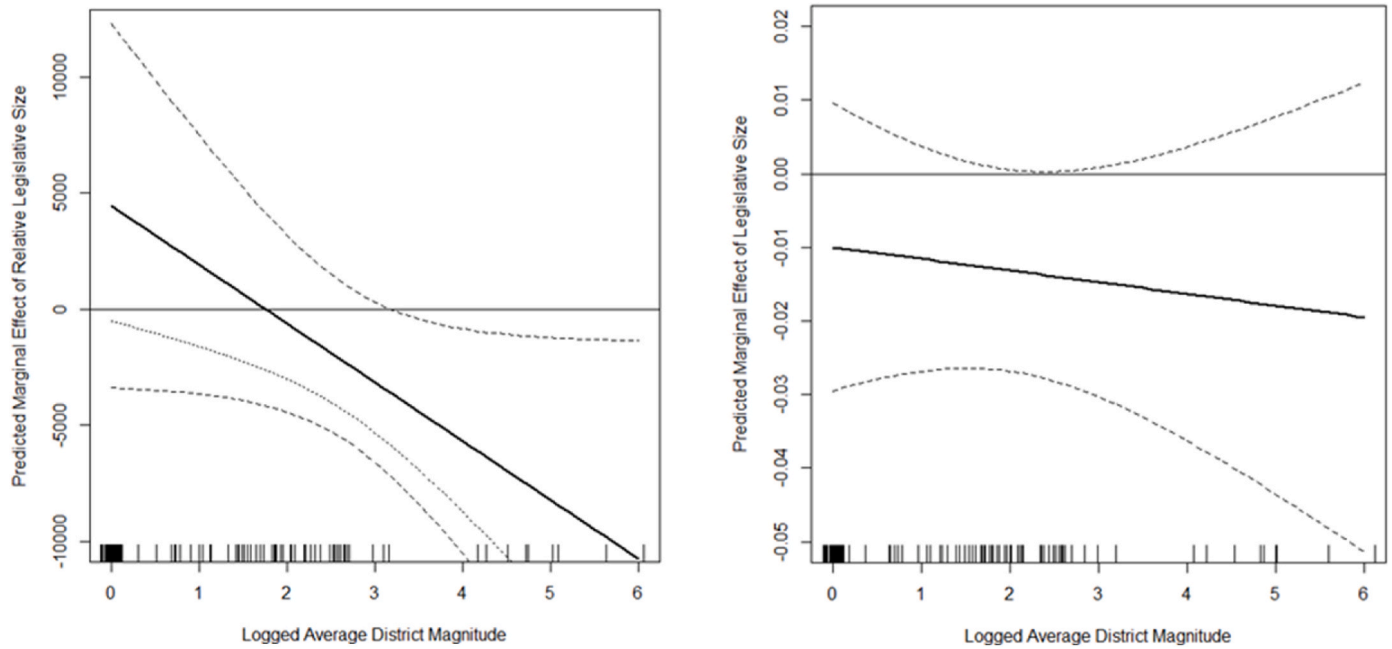 Predicted Marginal Effect of Relative Legislative Size
10000
5000
0
-5000
-10000
0 1 2 3 4 5 6
Logged Average District Magnitude
Predicted Marginal Effect of Legislative Size
0.02
0.01
0.00
-0.01
-0.02
-0.03
-0.04
-0.05
0 1 2 3 4 5 6
Logged Average District Magnitude